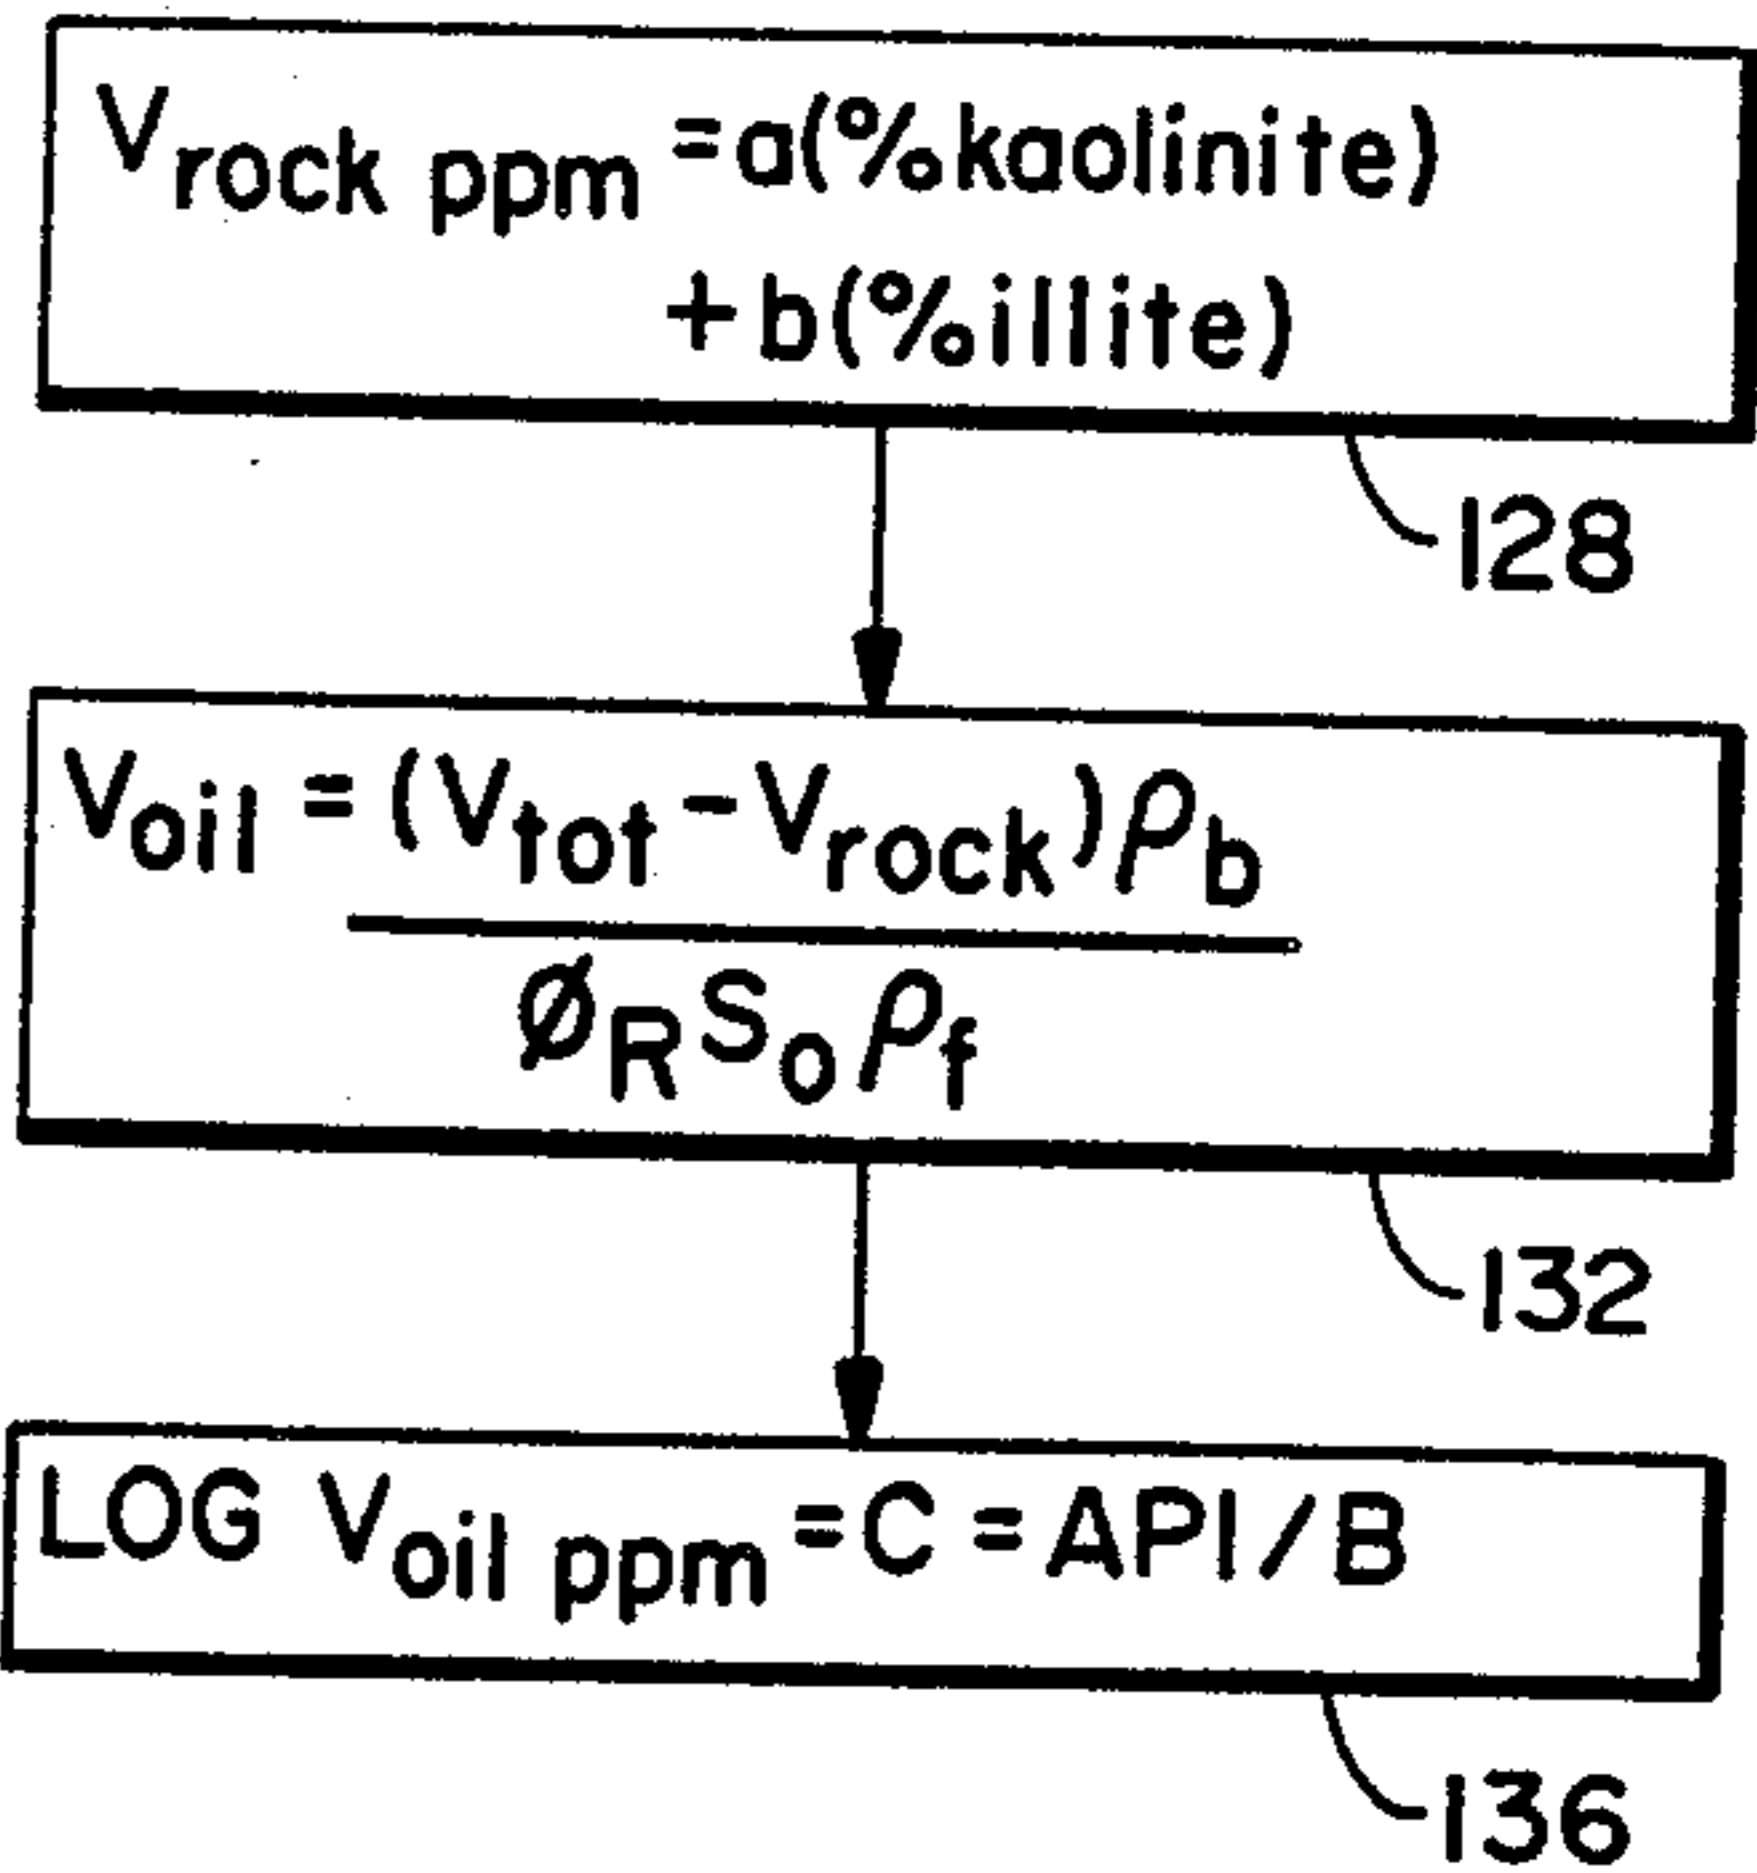 Vrock ppm =a(%kaolinite)
+b(%illite)
128
Voil = (Vtot-Vrock)ρb
ØRSoρf
132
LOG Voil ppm =C=API/B
136